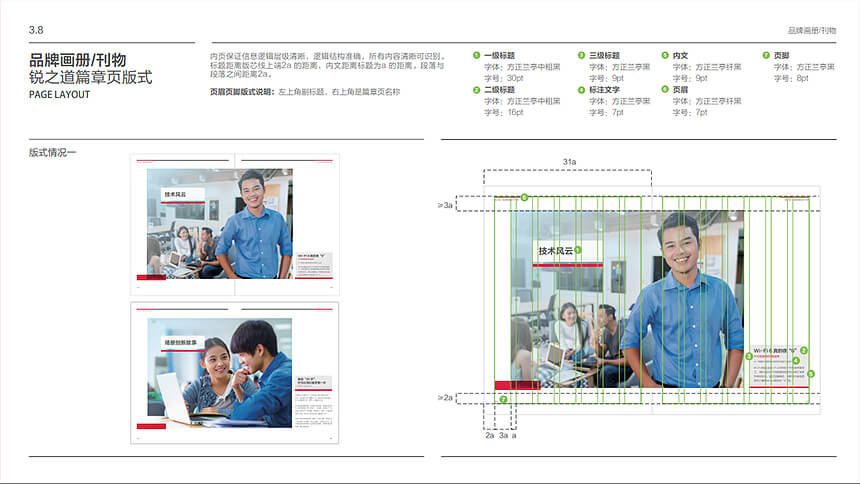 3.8
品牌画册/刊物
品牌画册/刊物
锐之道篇章页版式
PAGE LAYOUT
内页保证信息逻辑层级清晰，逻辑结构准确，所有内容清晰可识别。
标题距离版芯线上端2a 的距离，内文距标题为a 的距离，段落与
段落之间距离2a。
页眉页脚版式说明：左上角副标题，右上角是篇章页名称
1 一级标题
字体：方正兰亭中粗黑
字号：30pt
2 二级标题
字体：方正兰亭中粗黑
字号：16pt
3 三级标题
字体：方正兰亭黑
字号：9pt
4 标注文字
字体：方正兰亭黑
字号：7pt
5 内文
字体：方正兰亭纤黑
字号：9pt
6 页眉
字体：方正兰亭纤黑
字号：7pt
7 页脚
字体：方正兰亭黑
字号：8pt
版式情况一
技术风云
场景创新故事
31a
≥3a
6
技术风云 1
Wi-Fi 6 真的很“6” 2
3
4
5
≥2a
7
2a 3a a